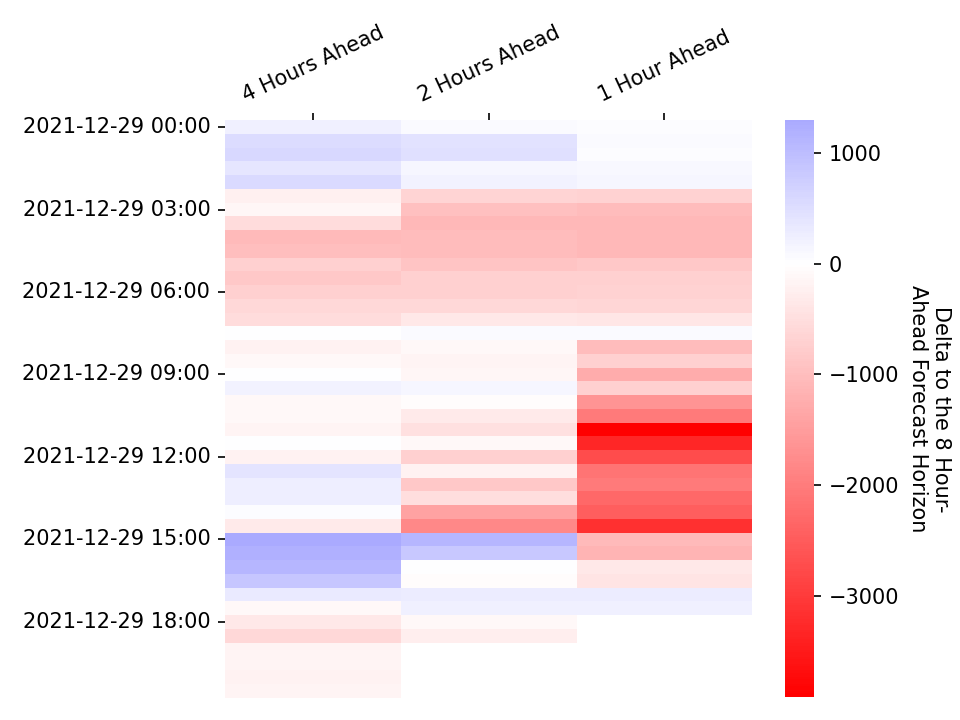 4 Hours Ahead
2 Hours Ahead
1 Hour Ahead
2021-12-29 00:00
2021-12-29 03:00
2021-12-29 06:00
2021-12-29 09:00
2021-12-29 12:00
2021-12-29 15:00
2021-12-29 18:00
1000
0
−1000
−2000
−3000
Delta to the 8 Hour-
Ahead Forecast Horizon